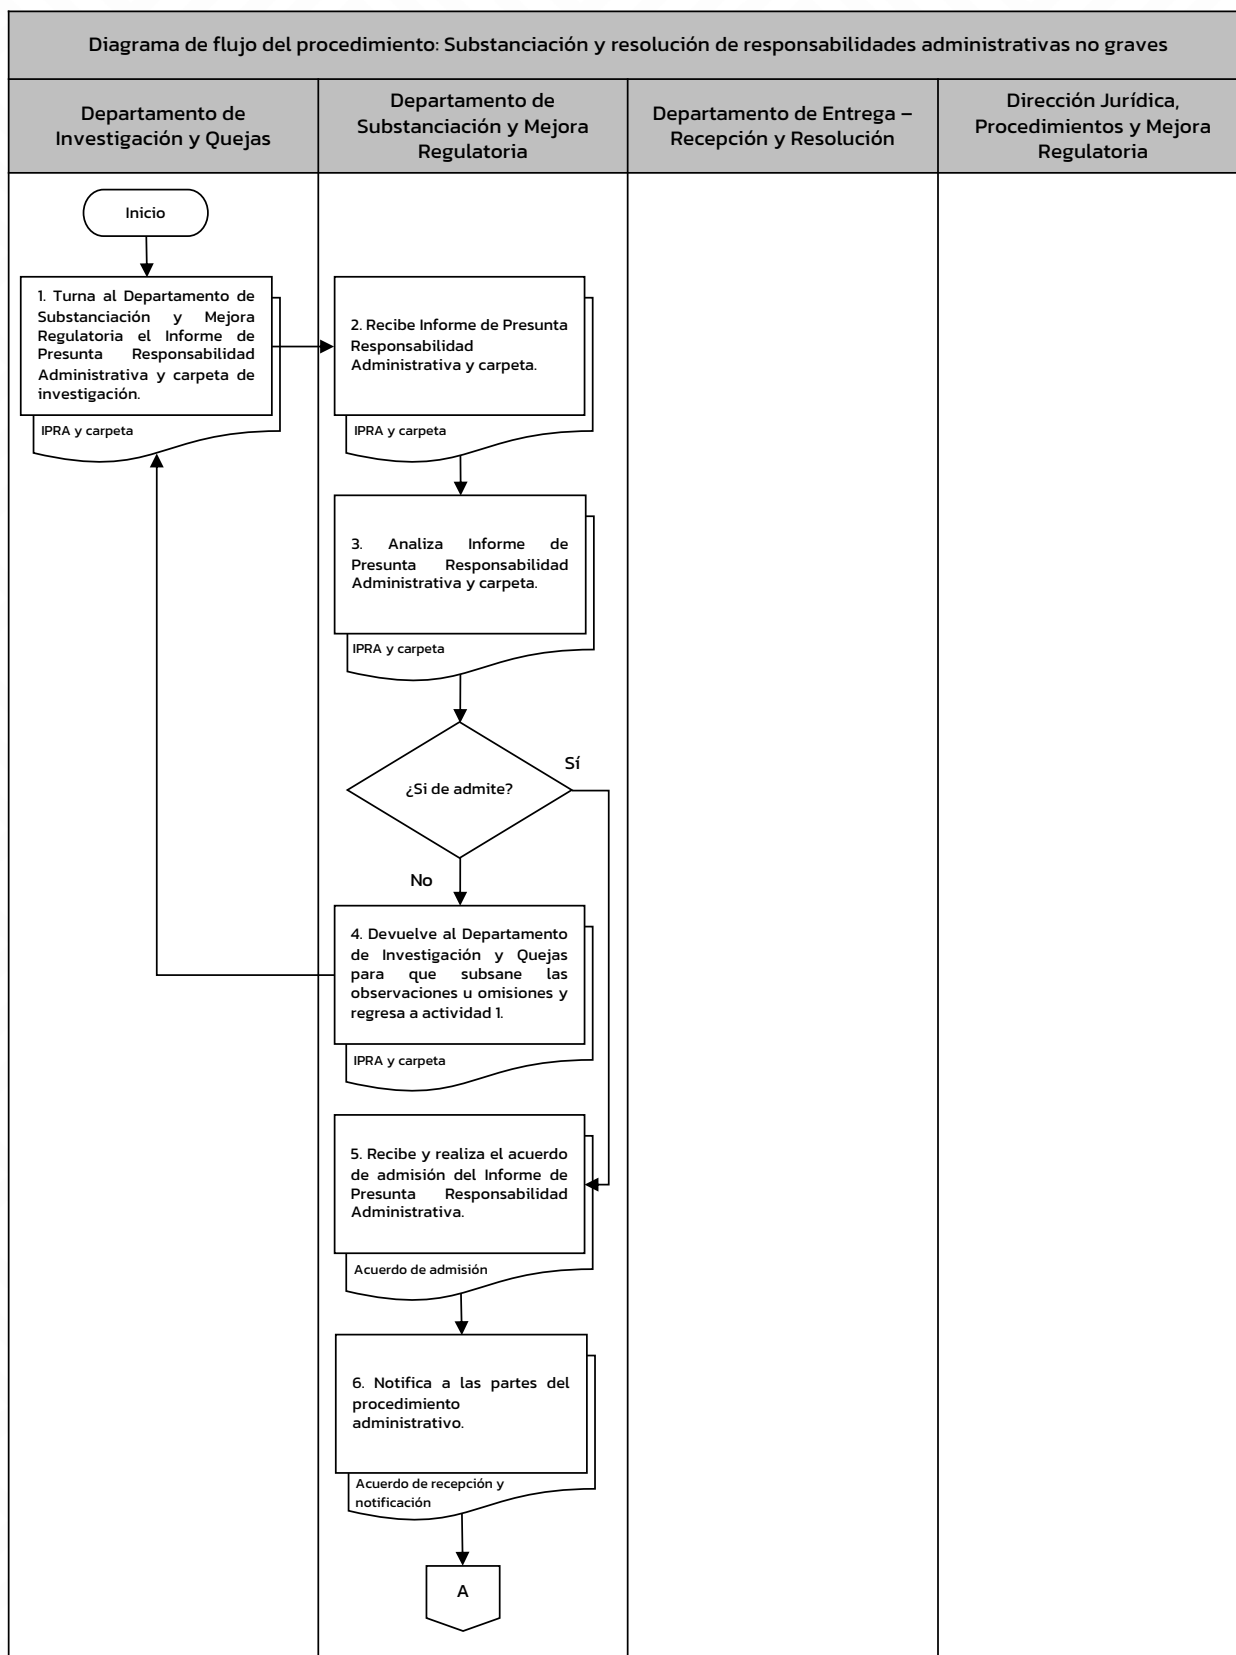 Diagrama de flujo del procedimiento: Substanciación y resolución de responsabilidades administrativas no graves
Departamento de
Investigación y Quejas
Departamento de
Substanciación y Mejora
Regulatoria
Departamento de Entrega –
Recepción y Resolución
Dirección Jurídica,
Procedimientos y Mejora
Regulatoria
Inicio
1. Turna al Departamento de
Substanciación y Mejora
Regulatoria el Informe de
Presunta Responsabilidad
Administrativa y carpeta de
investigación.
IPRA y carpeta
2. Recibe Informe de Presunta
Responsabilidad
Administrativa y carpeta.
IPRA y carpeta
3. Analiza Informe de
Presunta Responsabilidad
Administrativa y carpeta.
IPRA y carpeta
¿Si de admite?
Sí
No
4. Devuelve al Departamento
de Investigación y Quejas
para que subsane las
observaciones u omisiones y
regresa a actividad 1.
IPRA y carpeta
5. Recibe y realiza el acuerdo
de admisión del Informe de
Presunta Responsabilidad
Administrativa.
Acuerdo de admisión
6. Notifica a las partes del
procedimiento
administrativo.
Acuerdo de recepción y
notificación
A